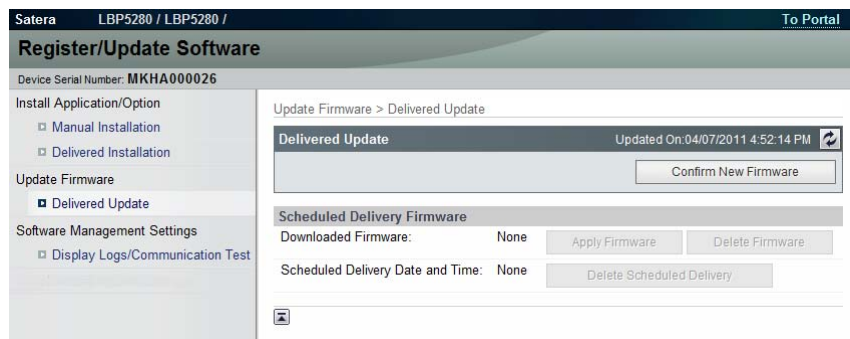 Satera LBP5280 / LBP5280 / To Portal
Register/Update Software
Device Serial Number: MKHA000026
Install Application/Option
Manual Installation
Delivered Installation
Update Firmware
Delivered Update
Software Management Settings
Display Logs/Communication Test
Update Firmware > Delivered Update
Delivered Update Updated On:04/07/2011 4:52:14 PM
Confirm New Firmware
Scheduled Delivery Firmware
Downloaded Firmware: None Apply Firmware Delete Firmware
Scheduled Delivery Date and Time: None Delete Scheduled Delivery